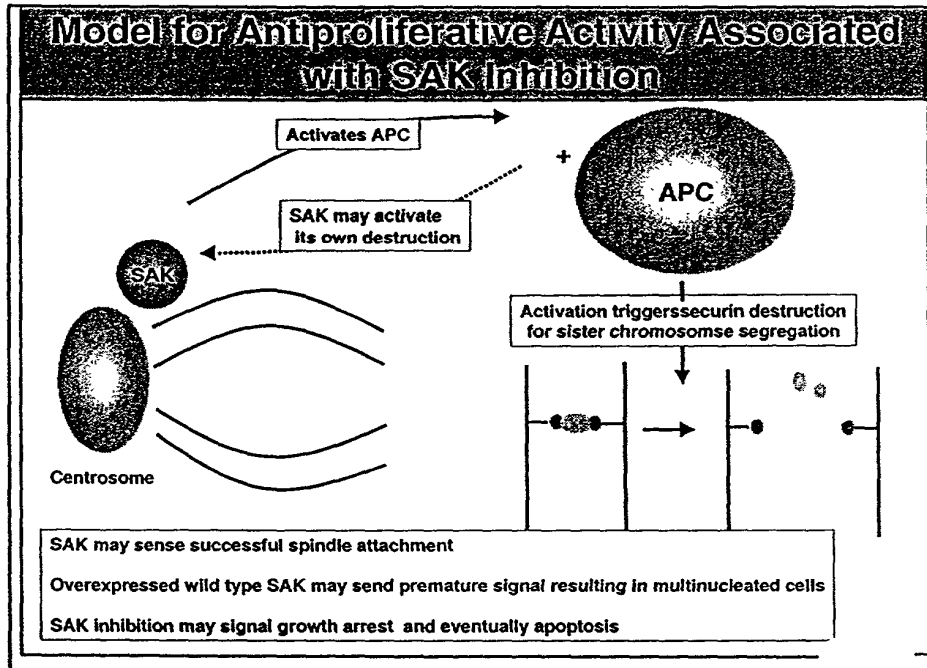 Model for Antiproliferative Activity Associated
with SAK Inhibition
Activates APC
+
APC
SAK may activate
its own destruction
SAK
Activation triggerssecurin destruction
for sister chromosomse segregation
Centrosome
SAK may sense successful spindle attachment
Overexpressed wild type SAK may send premature signal resulting in multinucleated cells
SAK inhibition may signal growth arrest and eventually apoptosis